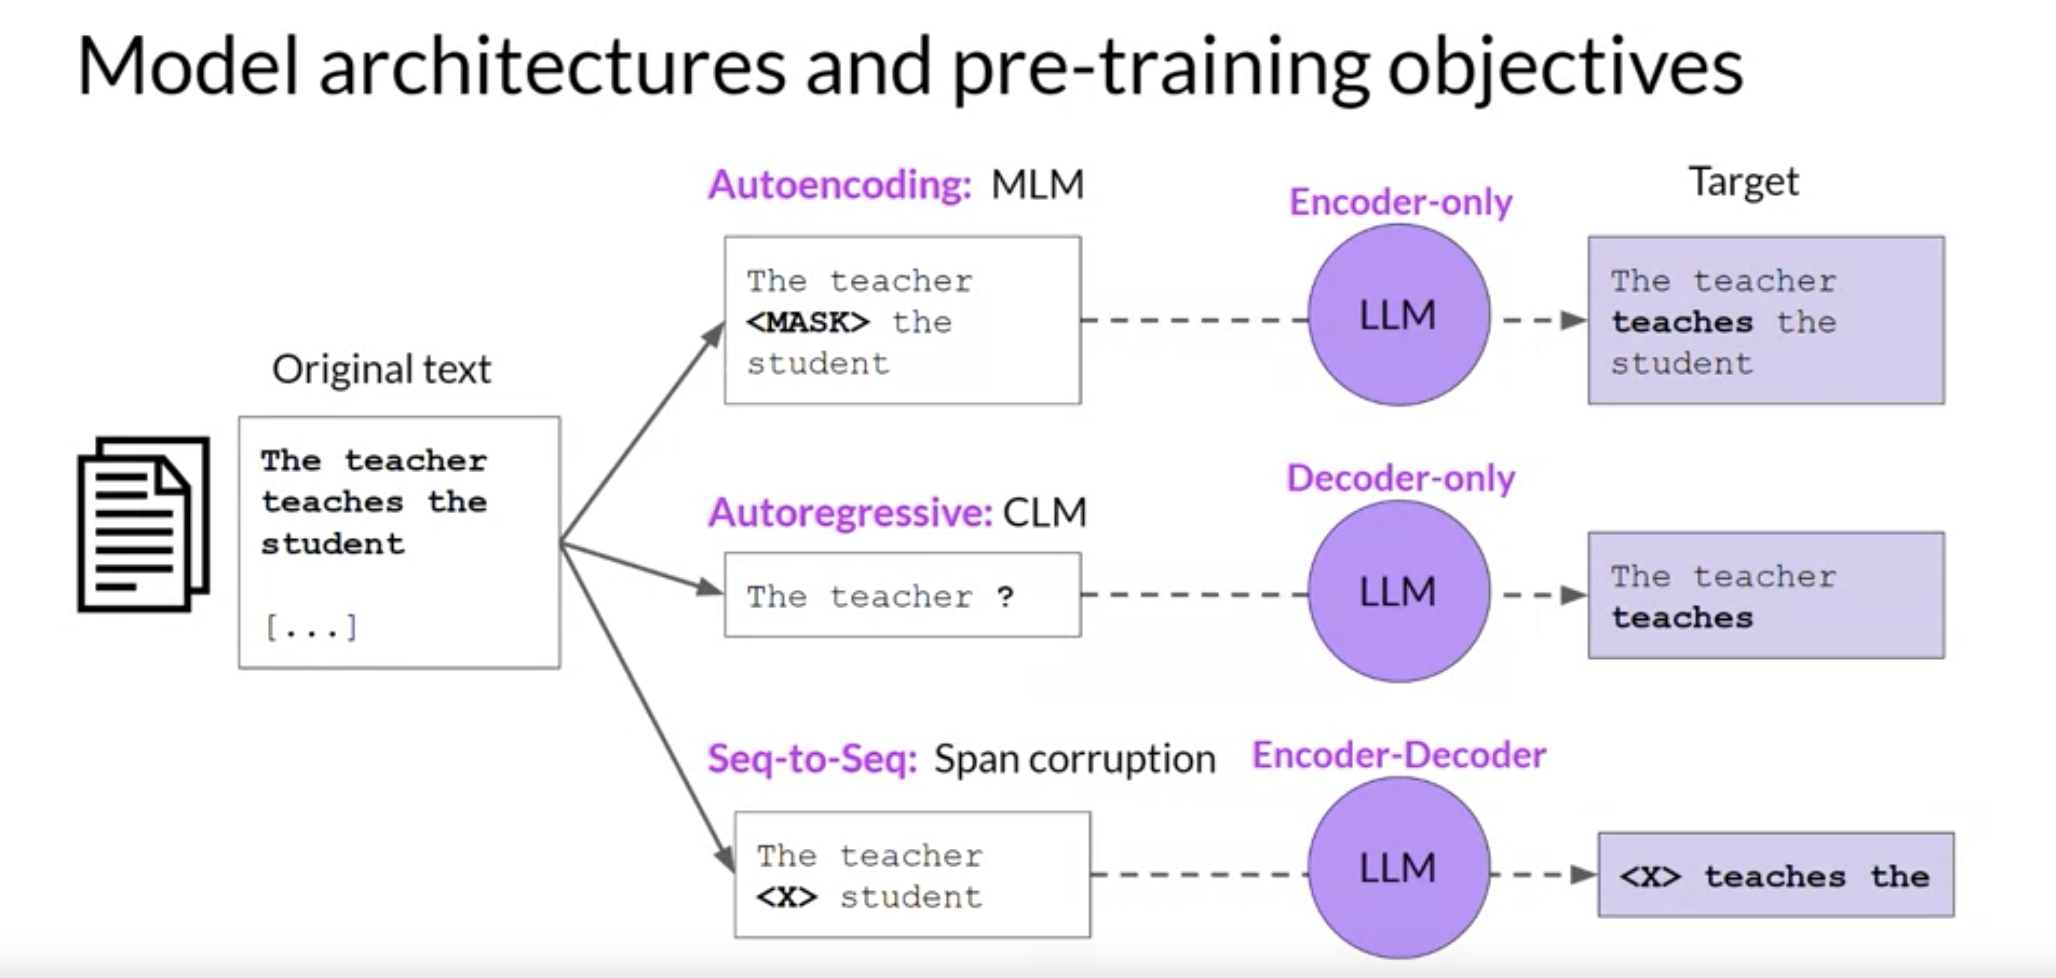 Model architectures and pre-training objectives
Original text
The teacher
teaches the
student
[...]
Autoencoding: MLM
The teacher
<MASK> the
student
Encoder-only
LLM
Target
The teacher
teaches the
student
Autoregressive: CLM
The teacher ?
Decoder-only
LLM
The teacher
teaches
Seq-to-Seq: Span corruption
The teacher
<X> student
Encoder-Decoder
LLM
<X> teaches the